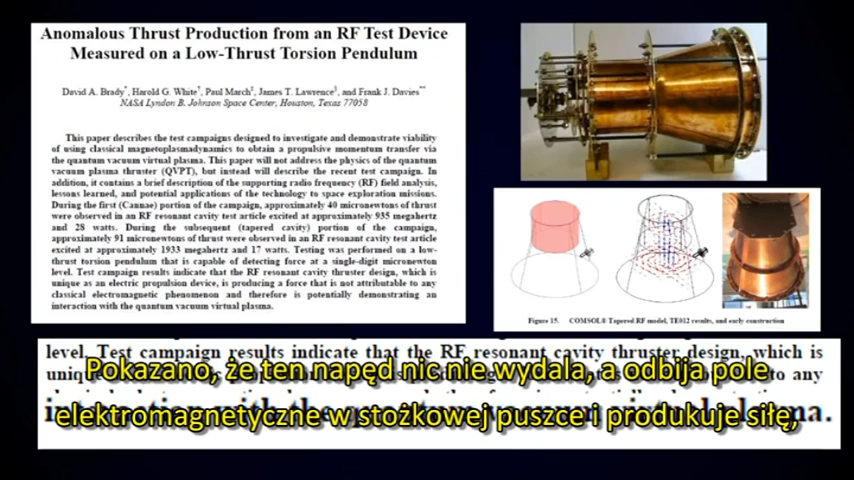 Anomalous Thrust Production from an RF Test Device
Measured on a Low-Thrust Torsion Pendulum
David A. Brady*, Harold G. White†, Paul March‡, James T. Lawrence§, and Frank J. Davies**
NASA Lyndon B. Johnson Space Center, Houston, Texas 77058
This paper describes the test campaigns designed to investigate and demonstrate viability
of using classical magnetoplasmadynamics to obtain a propulsive momentum transfer via
the quantum vacuum virtual plasma. This paper will not address the physics of the quantum
vacuum plasma thruster (QVPT), but instead will describe the recent test campaign. In
addition, it contains a brief description of the supporting radio frequency (RF) field analysis,
lessons learned, and potential applications of the technology to space exploration missions.
During the first (Cannae) portion of the campaign, approximately 40 micronewtons of thrust
were observed in an RF resonant cavity test article excited at approximately 935 megahertz
and 28 watts. During the subsequent (tapered cavity) portion of the campaign,
approximately 91 micronewtons of thrust were observed in an RF resonant cavity test article
excited at approximately 1933 megahertz and 17 watts. Testing was performed on a low-
thrust torsion pendulum that is capable of detecting force at a single-digit micronewton
level. Test campaign results indicate that the RF resonant cavity thruster design, which is
unique as an electric propulsion device, is producing a force that is not attributable to any
classical electromagnetic phenomenon and therefore is potentially demonstrating an
interaction with the quantum vacuum virtual plasma.
Figure 15. COMSOL® Tapered RF model, TE012 results, and early construction
level. Test campaign results indicate that the RF resonant cavity thruster design, which is
Pokazano, że ten napęd nic nie wydala, a odbija pole
elektromagnetyczne w stożkowej puszce i produkuje siłę,